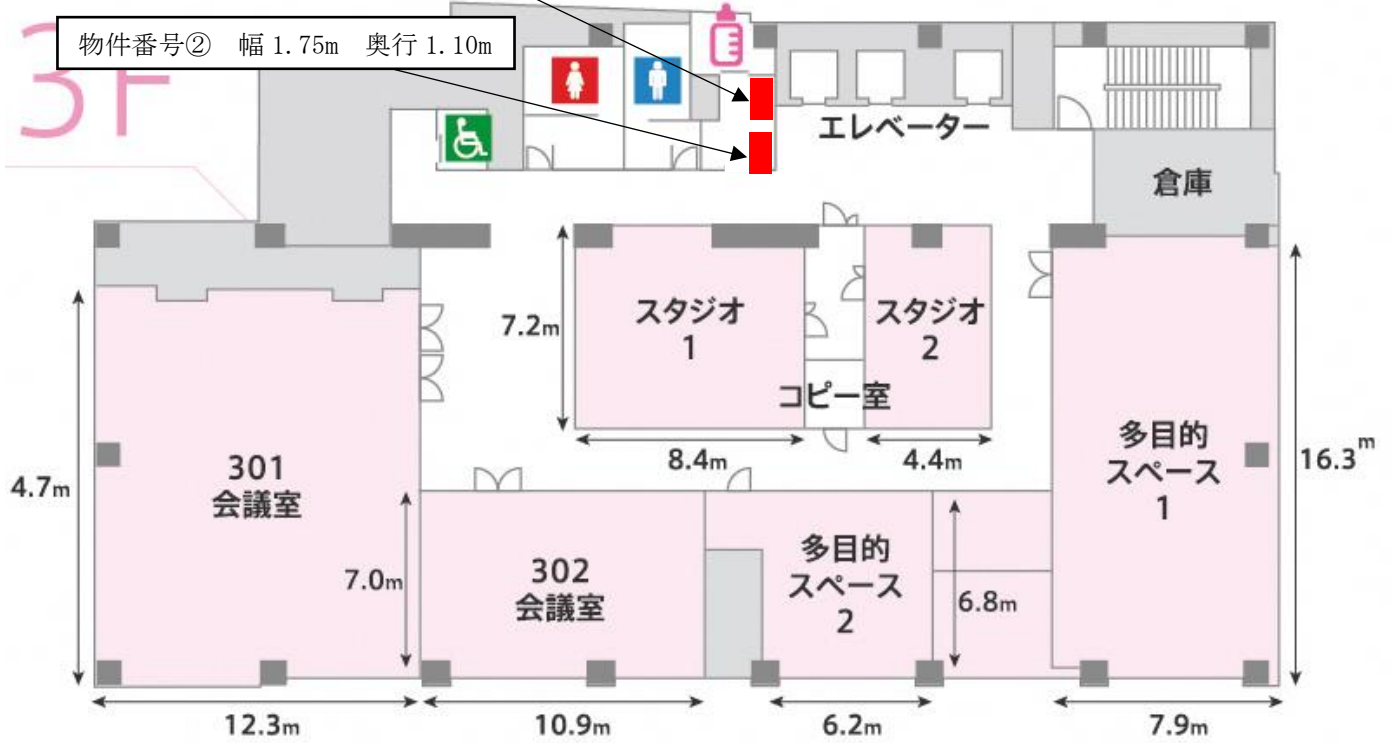 3F
物件番号② 幅 1.75m 奥行 1.10m
エレベーター
倉庫
スタジオ
1
7.2m
スタジオ
2
コピー室
8.4m
4.4m
多目的
スペース
1
16.3m
4.7m
301
会議室
7.0m
302
会議室
多目的
スペース
2
6.8m
12.3m
10.9m
6.2m
7.9m